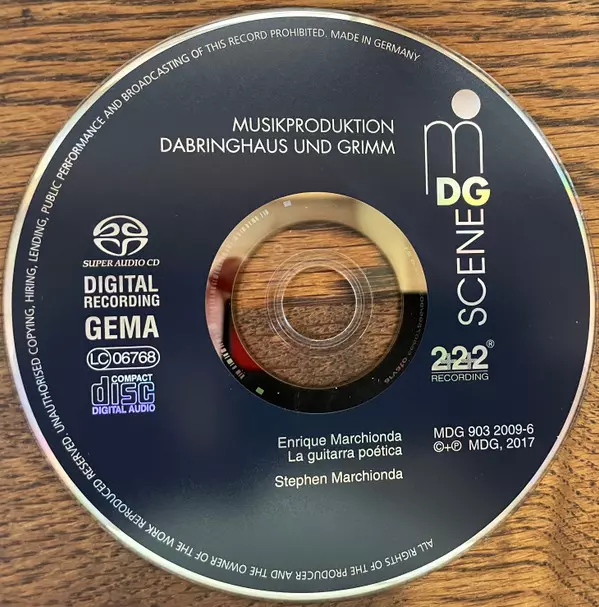 ALL RIGHTS OF THE PRODUCER AND THE OWNER OF THE WORK REPRODUCED RESERVED. UNAUTHORISED COPYING, HIRING, LENDING, PUBLIC PERFORMANCE AND BROADCASTING OF THIS RECORD PROHIBITED. MADE IN GERMANY
MUSIKPRODUKTION
DABRINGHAUS UND GRIMM
DG
SCENE
SUPER AUDIO CD
DIGITAL
RECORDING
GEMA
LC 06768
COMPACT
disc
DIGITAL AUDIO
2+2+2®
RECORDING
Enrique Marchionda
La guitarra poética
Stephen Marchionda
MDG 903 2009-6
©+℗ MDG, 2017